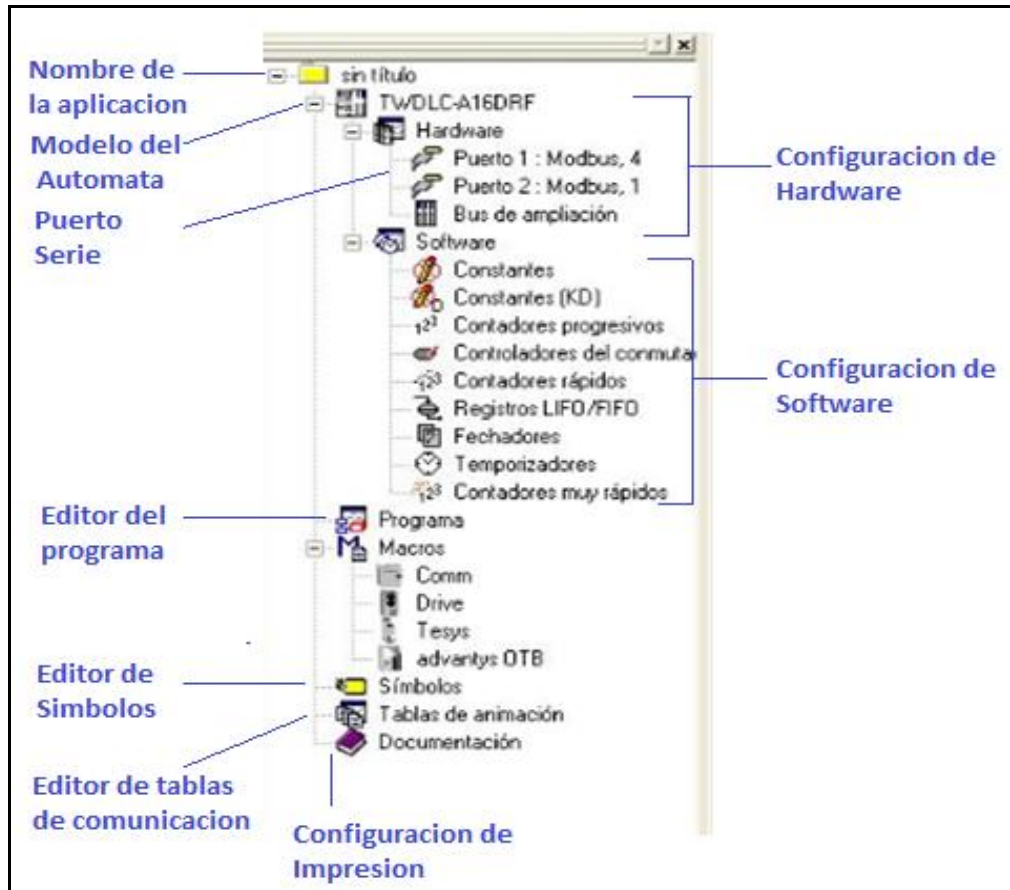 Nombre de
la aplicacion
Modelo del
Automata
Puerto
Serie
Editor del
programa
Editor de
Simbolos
Editor de tablas
de comunicacion
Configuracion de
Impresion
sin título
TWDLC-A16DRF
Hardware
Puerto 1 : Modbus, 4
Puerto 2 : Modbus, 1
Bus de ampliación
Software
Constantes
Constantes (KD)
Contadores progresivos
Controladores del conmuta
Contadores rápidos
Registros LIFO/FIFO
Fechadores
Temporizadores
Contadores muy rápidos
Programa
Macros
Comm
Drive
Tesys
advantys OTB
Símbolos
Tablas de animación
Documentación
Configuracion de
Hardware
Configuracion de
Software